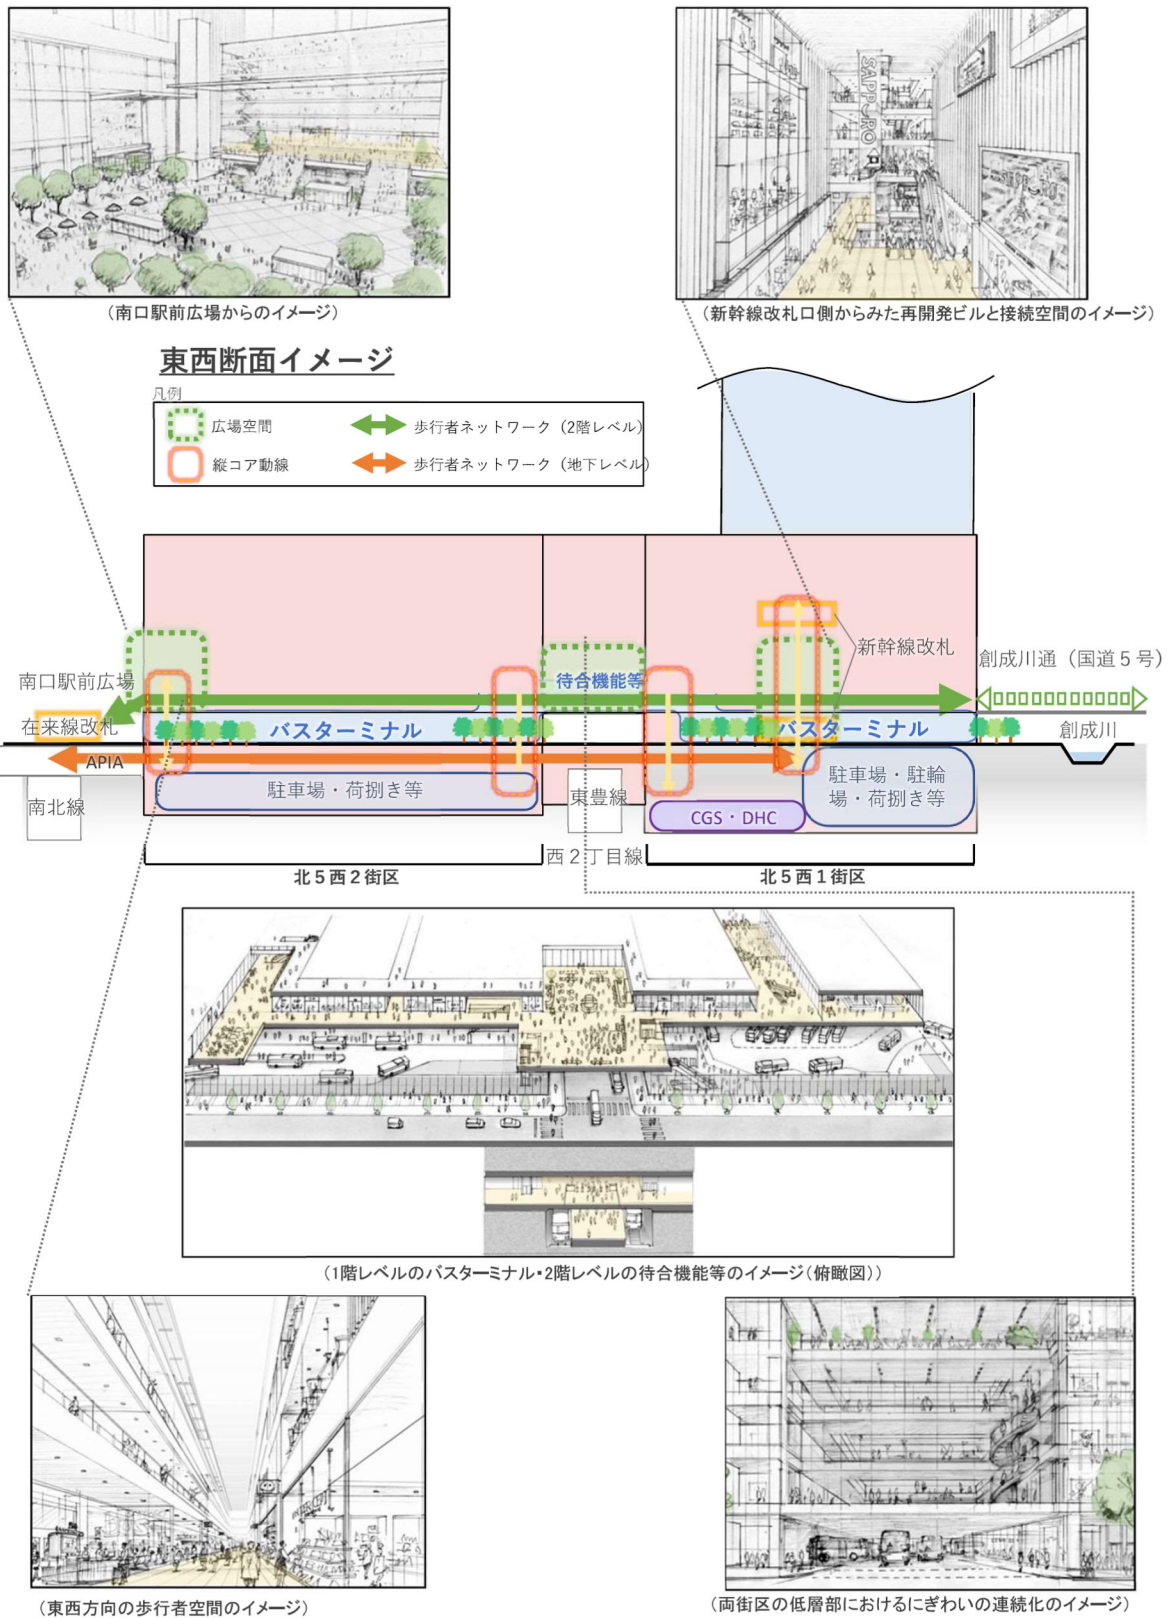 SAPPORO
（南口駅前広場からのイメージ）
（新幹線改札口側からみた再開発ビルと接続空間のイメージ）
東西断面イメージ
凡例
広場空間
歩行者ネットワーク（2階レベル）
縦コア動線
歩行者ネットワーク（地下レベル）
新幹線改札
創成川通（国道５号）
南口駅前広場
待合機能等
在来線改札
バスターミナル
バスターミナル
創成川
APIA
駐車場・荷捌き等
東豊線
駐車場・駐輪
場・荷捌き等
南北線
CGS・DHC
西２丁目線
北５西２街区
北５西１街区
（1階レベルのバスターミナル・2階レベルの待合機能等のイメージ（俯瞰図））
（東西方向の歩行者空間のイメージ）
（両街区の低層部におけるにぎわいの連続化のイメージ）